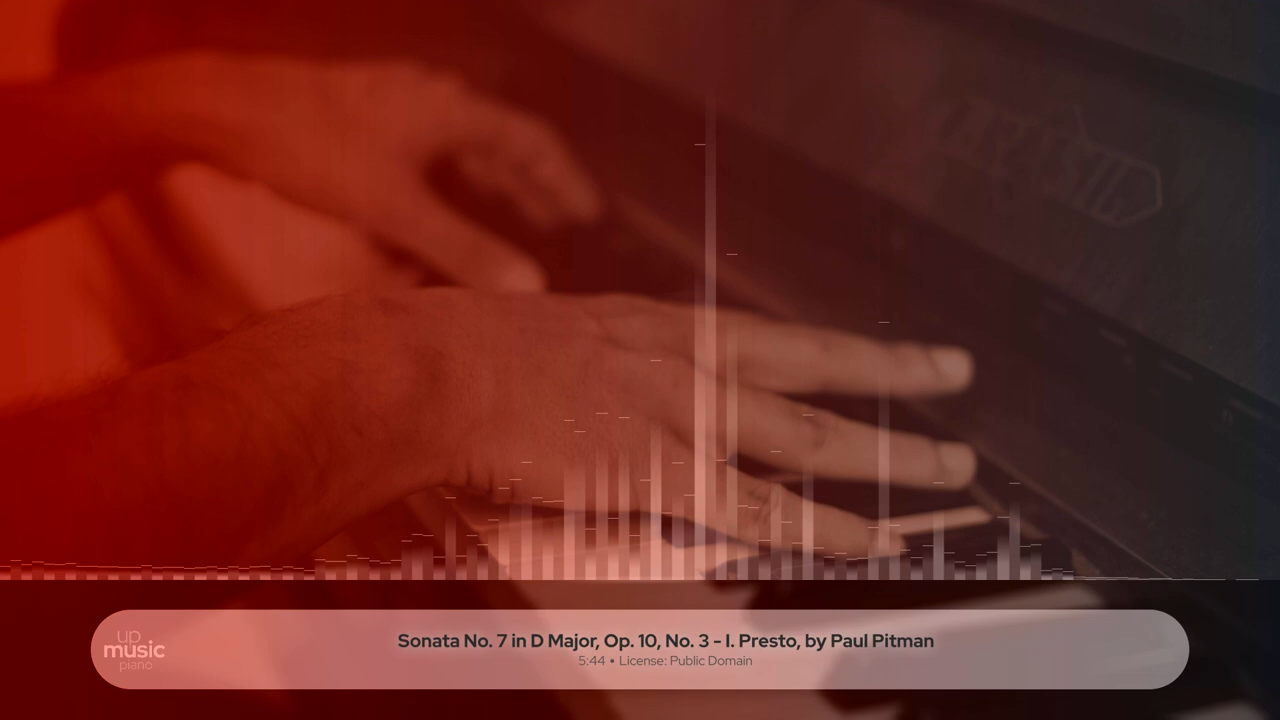 up
music
piano
Sonata No. 7 in D Major, Op. 10, No. 3 - I. Presto, by Paul Pitman
5:44 • License: Public Domain